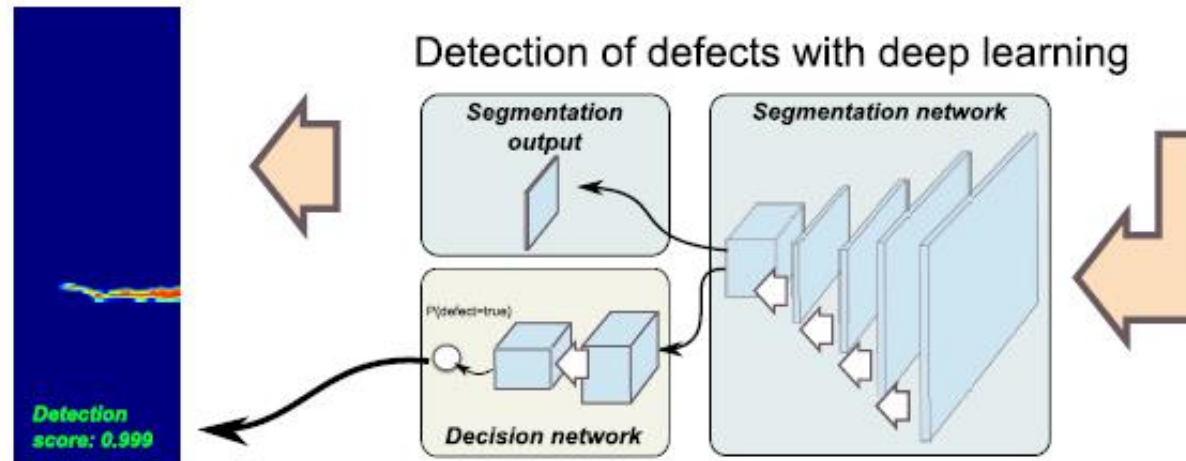 Detection of defects with deep learning
Segmentation
output
Segmentation network
P(defect=true)
Decision network
Detection
score: 0.999